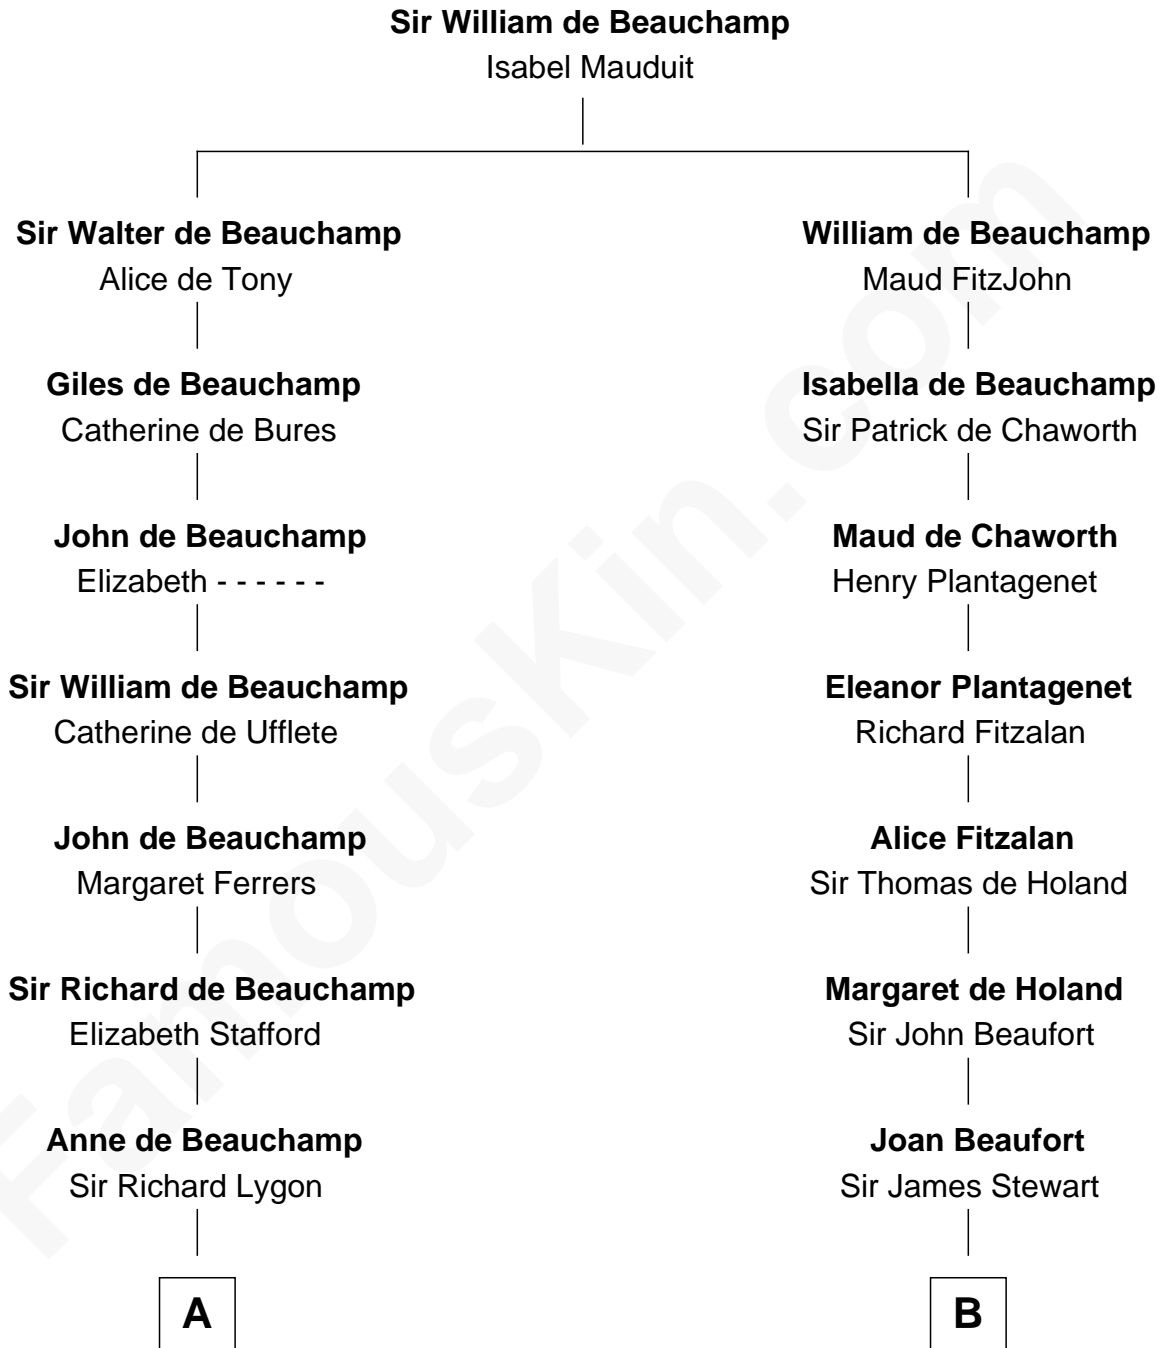 Sir William de Beauchamp
Isabel Mauduit
Sir Walter de Beauchamp
Alice de Tony
William de Beauchamp
Maud FitzJohn
Giles de Beauchamp
Catherine de Bures
Isabella de Beauchamp
Sir Patrick de Chaworth
John de Beauchamp
Elizabeth - - - - - -
Maud de Chaworth
Henry Plantagenet
Sir William de Beauchamp
Catherine de Ufflete
Eleanor Plantagenet
Richard Fitzalan
John de Beauchamp
Margaret Ferrers
Alice Fitzalan
Sir Thomas de Holand
Sir Richard de Beauchamp
Elizabeth Stafford
Margaret de Holand
Sir John Beaufort
Anne de Beauchamp
Sir Richard Lygon
Joan Beaufort
Sir James Stewart
A
B
FamousKin.com